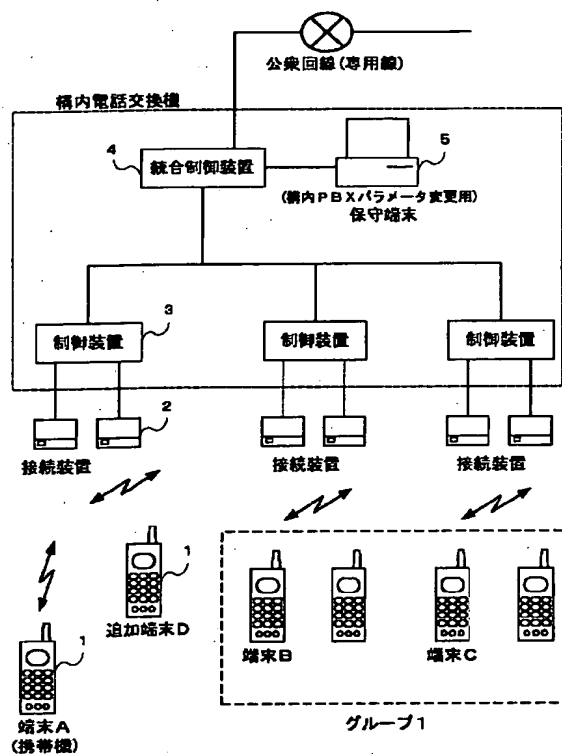 公衆回線(専用線)
構内電話交換機
4
5
統合制御装置
(構内PBXパラメータ変更用)
保守端末
3
制御装置
制御装置
制御装置
2
接続装置
接続装置
接続装置
1
追加端末D
端末B
端末C
1
端末A
(携帯機)
グループ1